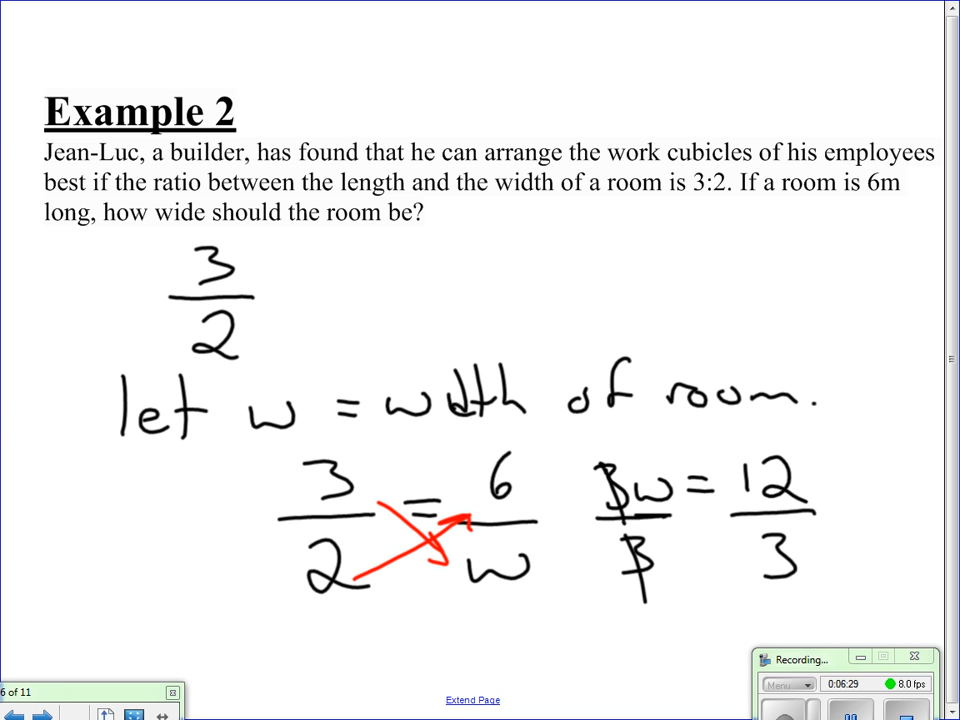 Example 2
Jean-Luc, a builder, has found that he can arrange the work cubicles of his employees
best if the ratio between the length and the width of a room is 3:2. If a room is 6m
long, how wide should the room be?
3
2
let w = width of room.
3 = 6 3w = 12
2 w 3 3
Recording...
Menu 0:06:29 8.0 fps
6 of 11
Extend Page